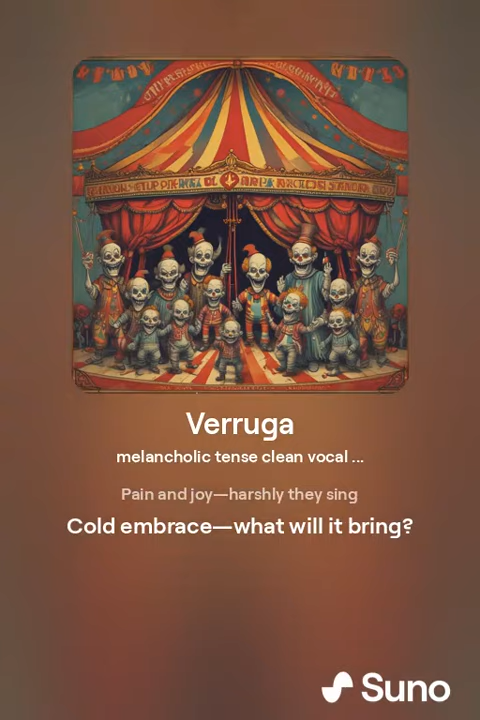 Verruga
melancholic tense clean vocal ...
Pain and joy—harshly they sing
Cold embrace—what will it bring?
Suno